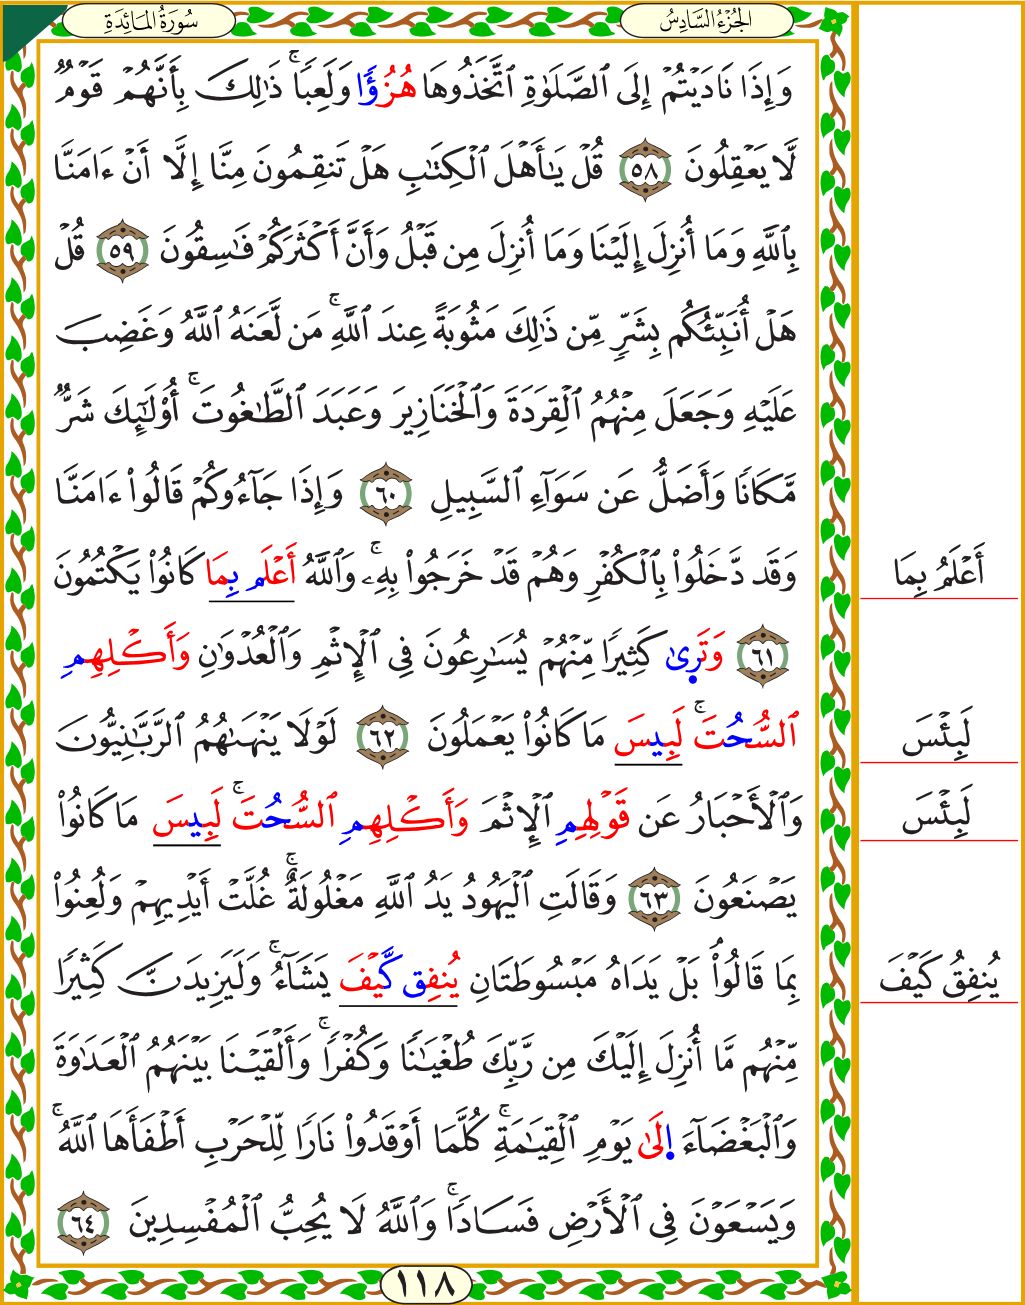 سُورَةُ المَائِدَةِ
الجُزْءُ السَّادِسُ
وَإِذَا نَادَيْتُمْ إِلَى ٱلصَّلَوٰةِ ٱتَّخَذُوهَا هُزُؤًا وَلَعِبًاۚ ذَٰلِكَ بِأَنَّهُمْ قَوْمٌ
لَّا يَعْقِلُونَ ٥٨ قُلْ يَـٰٓأَهْلَ ٱلْكِتَـٰبِ هَلْ تَنقِمُونَ مِنَّا إِلَّا أَنْ ءَامَنَّا
بِٱللَّهِ وَمَا أُنزِلَ إِلَيْنَا وَمَا أُنزِلَ مِن قَبْلُ وَأَنَّ أَكْثَرَكُمْ فَـٰسِقُونَ ٥٩ قُلْ
هَلْ أُنَبِّئُكُم بِشَرٍّ مِّن ذَٰلِكَ مَثُوبَةً عِندَ ٱللَّهِۚ مَن لَّعَنَهُ ٱللَّهُ وَغَضِبَ
عَلَيْهِ وَجَعَلَ مِنْهُمُ ٱلْقِرَدَةَ وَٱلْخَنَازِيرَ وَعَبَدَ ٱلطَّـٰغُوتَۚ أُوْلَـٰٓئِكَ شَرٌّ
مَّكَانًا وَأَضَلُّ عَن سَوَآءِ ٱلسَّبِيلِ ٦٠ وَإِذَا جَآءُوكُمْ قَالُواْ ءَامَنَّا
وَقَد دَّخَلُواْ بِٱلْكُفْرِ وَهُمْ قَدْ خَرَجُواْ بِهِۦۚ وَٱللَّهُ أَعْلَم بِمَا كَانُواْ يَكْتُمُونَ
أَعْلَمُ بِمَا
٦١ وَتَرِىٰ كَثِيرًا مِّنْهُمْ يُسَـٰرِعُونَ فِي ٱلْإِثْمِ وَٱلْعُدْوَٰنِ وَأَكْلِهِمِ
ٱلسُّحُتَۚ لَبِيسَ مَا كَانُواْ يَعْمَلُونَ ٦٢ لَوْلَا يَنْهَىٰهُمُ ٱلرَّبَّـٰنِيُّونَ
لَبِئْسَ
وَٱلْأَحْبَارُ عَن قَوْلِهِمِ ٱلْإِثْمَ وَأَكْلِهِمِ ٱلسُّحُتَۚ لَبِيسَ مَا كَانُواْ
لَبِئْسَ
يَصْنَعُونَ ٦٣ وَقَالَتِ ٱلْيَهُودُ يَدُ ٱللَّهِ مَغْلُولَةٌۚ غُلَّتْ أَيْدِيهِمْ وَلُعِنُواْ
بِمَا قَالُواْۘ بَلْ يَدَاهُ مَبْسُوطَتَانِ يُنفِق كَّيْفَ يَشَآءُۚ وَلَيَزِيدَنَّ كَثِيرًا
يُنفِقُ كَيْفَ
مِّنْهُم مَّا أُنزِلَ إِلَيْكَ مِن رَّبِّكَ طُغْيَـٰنًا وَكُفْرًاۚ وَأَلْقَيْنَا بَيْنَهُمُ ٱلْعَدَاوَةَ
وَٱلْبَغْضَآءَ ٳلَىٰ يَوْمِ ٱلْقِيَـٰمَةِۚ كُلَّمَا أَوْقَدُواْ نَارًا لِّلْحَرْبِ أَطْفَأَهَا ٱللَّهُۚ
وَيَسْعَوْنَ فِي ٱلْأَرْضِ فَسَادًاۚ وَٱللَّهُ لَا يُحِبُّ ٱلْمُفْسِدِينَ ٦٤
١١٨